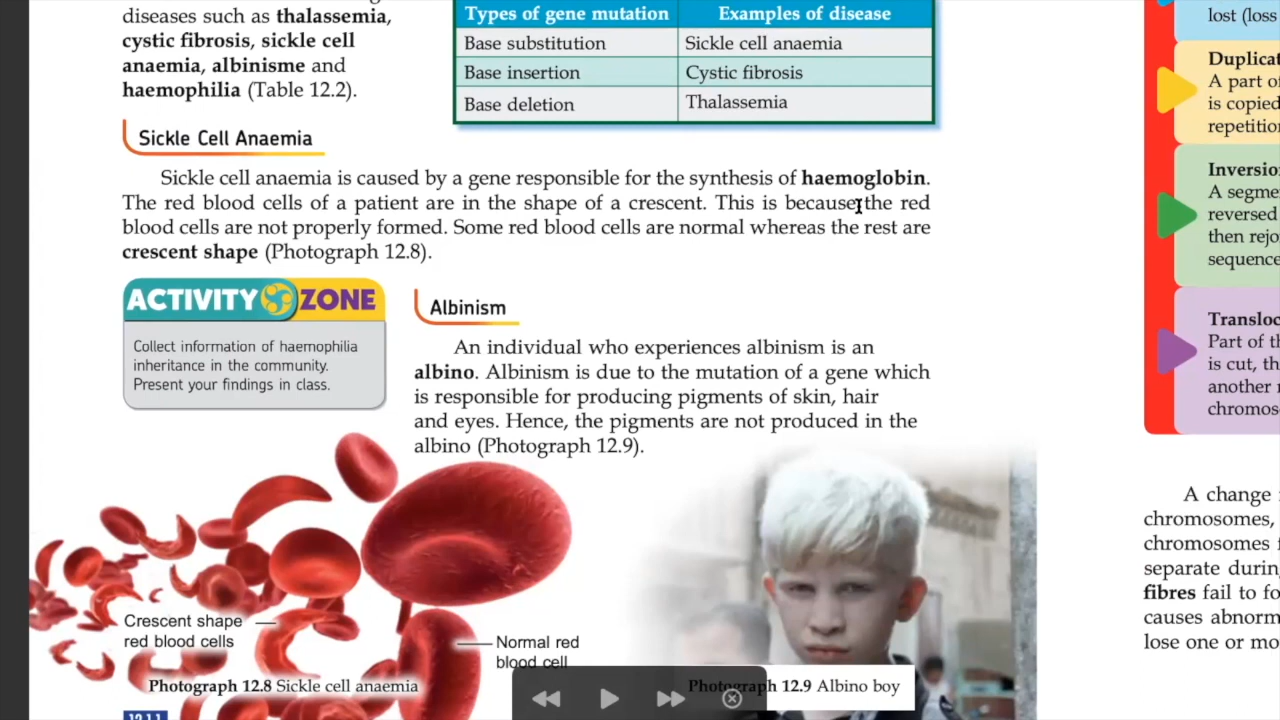 diseases such as thalassemia,
cystic fibrosis, sickle cell
anaemia, albinisme and
haemophilia (Table 12.2).
Types of gene mutation Examples of disease
Base substitution Sickle cell anaemia
Base insertion Cystic fibrosis
Base deletion Thalassemia
Sickle Cell Anaemia
Sickle cell anaemia is caused by a gene responsible for the synthesis of haemoglobin.
The red blood cells of a patient are in the shape of a crescent. This is because the red
blood cells are not properly formed. Some red blood cells are normal whereas the rest are
crescent shape (Photograph 12.8).
ACTIVITY ZONE
Collect information of haemophilia
inheritance in the community.
Present your findings in class.
Albinism
An individual who experiences albinism is an
albino. Albinism is due to the mutation of a gene which
is responsible for producing pigments of skin, hair
and eyes. Hence, the pigments are not produced in the
albino (Photograph 12.9).
Crescent shape
red blood cells
Normal red
blood cell
Photograph 12.8 Sickle cell anaemia
Photograph 12.9 Albino boy
lost (loss
A part of
is copied
A segme
reversed
then rejo
sequence
Part of th
is cut, th
another
A change
chromosomes,
chromosomes
separate during
fibres fail to fo
causes abnorm
lose one or mo